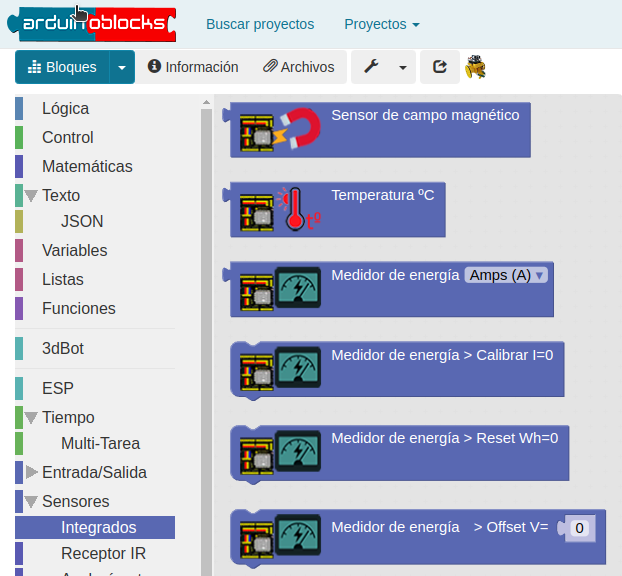 arduinoblocks
Buscar proyectos
Proyectos
Bloques
Información
Archivos
Lógica
Control
Matemáticas
Texto
JSON
Variables
Listas
Funciones
3dBot
ESP
Tiempo
Multi-Tarea
Entrada/Salida
Sensores
Integrados
Receptor IR
Sensor de campo magnético
Temperatura ºC
tº
Medidor de energía Amps (A)
Medidor de energía > Calibrar I=0
Medidor de energía > Reset Wh=0
Medidor de energía > Offset V= 0